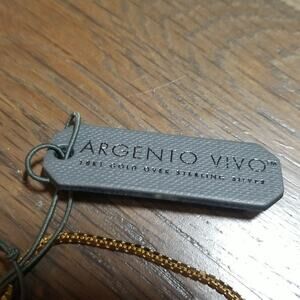 ARGENTO VIVO™
18KT GOLD OVER STERLING SILVER